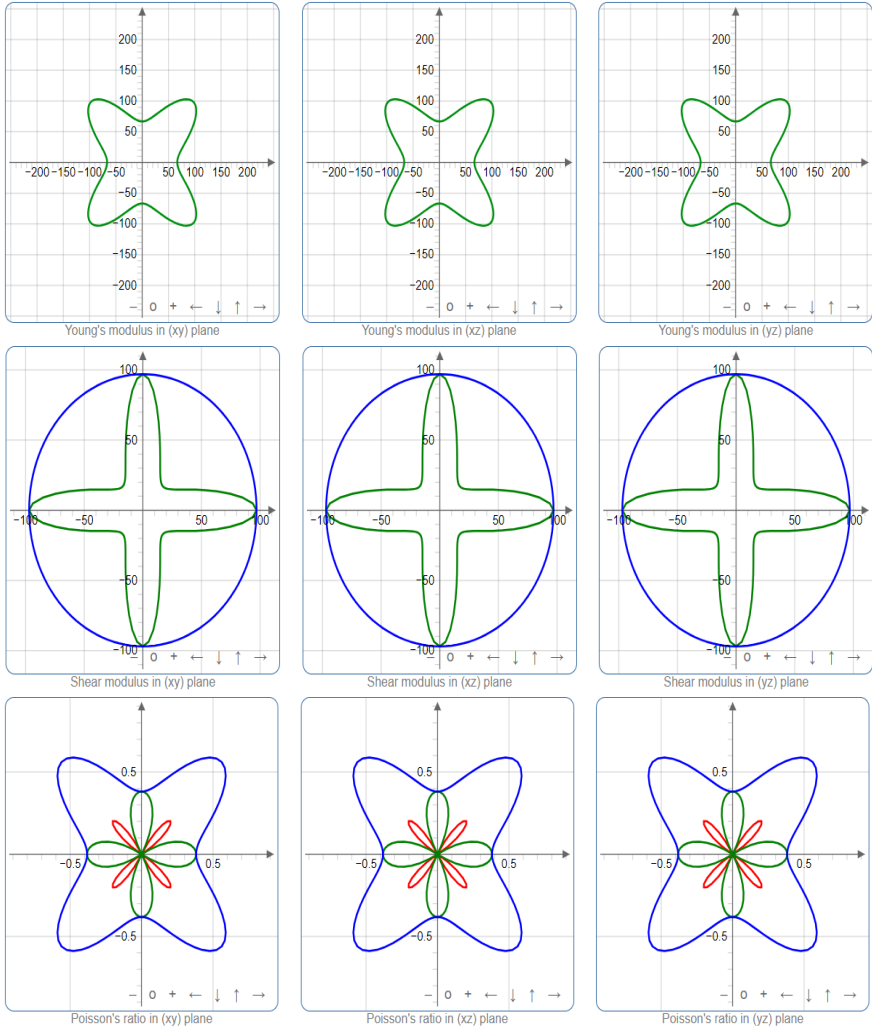 200 200 200
150 150 150
100 100 100
50 50 50
−200 −150 −100 −50 50 100 150 200 −200 −150 −100 −50 50 100 150 200 −200 −150 −100 −50 50 100 150 200
−50 −50 −50
−100 −100 −100
−150 −150 −150
−200 −200 −200
− o + ← ↓ ↑ → − o + ← ↓ ↑ → − o + ← ↓ ↑ →
Young's modulus in (xy) plane Young's modulus in (xz) plane Young's modulus in (yz) plane
100 100 100
50 50 50
−100 −50 50 100 −100 −50 50 100 −100 −50 50 100
−50 −50 −50
−100 − o + ← ↓ ↑ → −100 − o + ← ↓ ↑ → −100 − o + ← ↓ ↑ →
Shear modulus in (xy) plane Shear modulus in (xz) plane Shear modulus in (yz) plane
0.5 0.5 0.5
−0.5 0.5 −0.5 0.5 −0.5 0.5
−0.5 −0.5 −0.5
− o + ← ↓ ↑ → − o + ← ↓ ↑ → − o + ← ↓ ↑ →
Poisson's ratio in (xy) plane Poisson's ratio in (xz) plane Poisson's ratio in (yz) plane